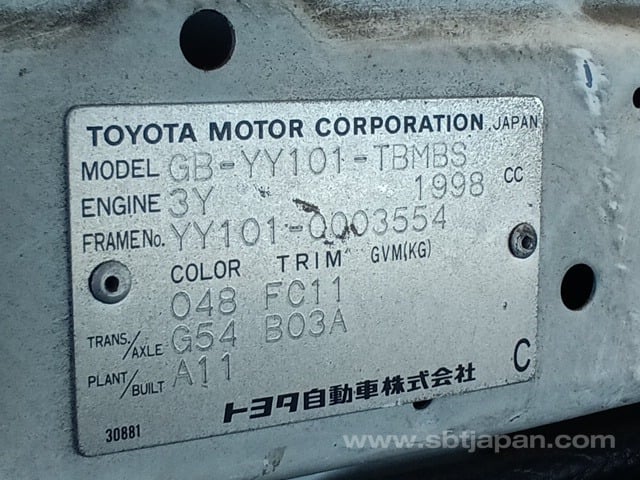 TOYOTA MOTOR CORPORATION JAPAN
MODEL GB-YY101-TBMBS
ENGINE 3Y 1998 CC
FRAME No. YY101-0003554
COLOR TRIM GVM(KG)
048 FC11
TRANS./AXLE G54 B03A
PLANT/BUILT A11
C
トヨタ自動車株式会社
30881
www.sbtjapan.com